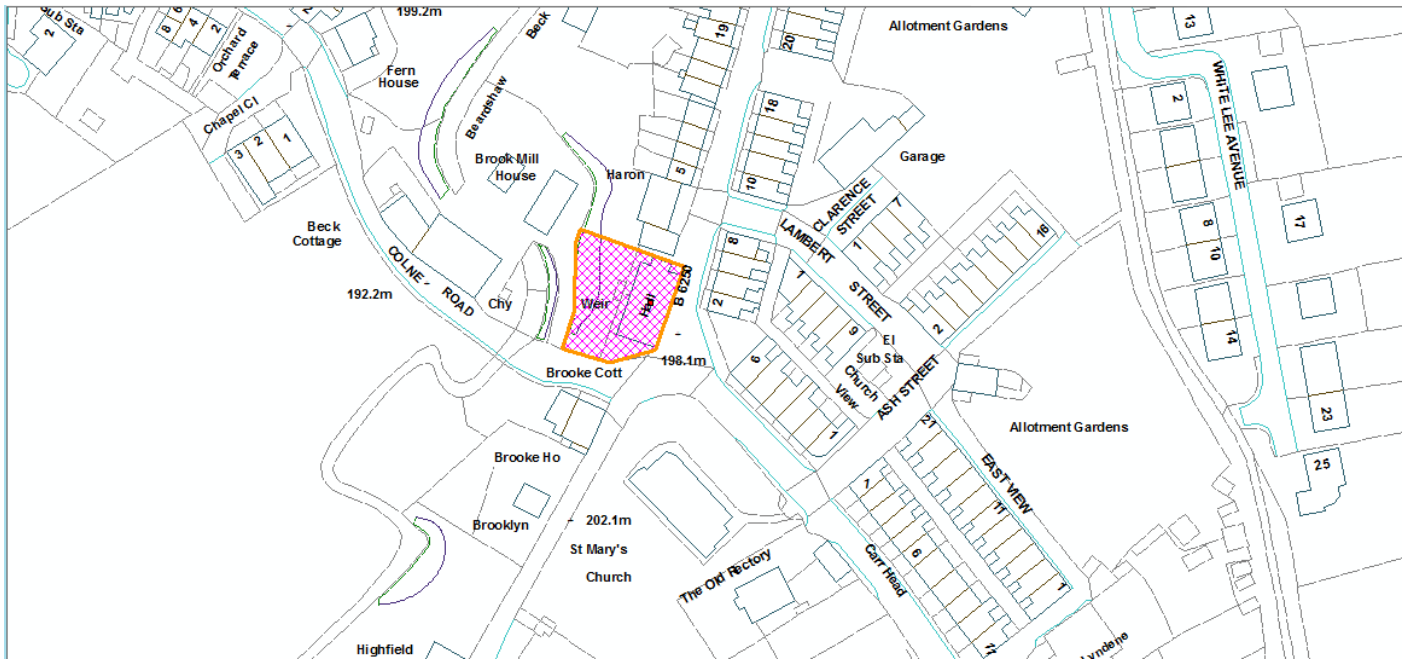 Sub Sta
2
8
4
2
Orchard
Terrace
199.2m
Beck
Fern
House
Beardshaw
Chapel Cl
3
2
1
Brook Mill
House
Haron
19
5
20
18
10
Allotment Gardens
Garage
CLARENCE
STREET
1
7
LAMBERT
STREET
16
2
13
2
WHITE LEE AVENUE
8
10
17
14
23
25
Beck
Cottage
192.2m
COLNE
ROAD
Chy
Weir
Hall
B 6250
8
2
198.1m
1
9
El
Sub Sta
Church
View
ASH STREET
6
1
Brooke Cott
Brooke Ho
Brooklyn
202.1m
St Mary's
Church
The Old Rectory
Highfield
Allotment Gardens
21
EAST VIEW
11
1
1
6
Carr Head
Lyndene